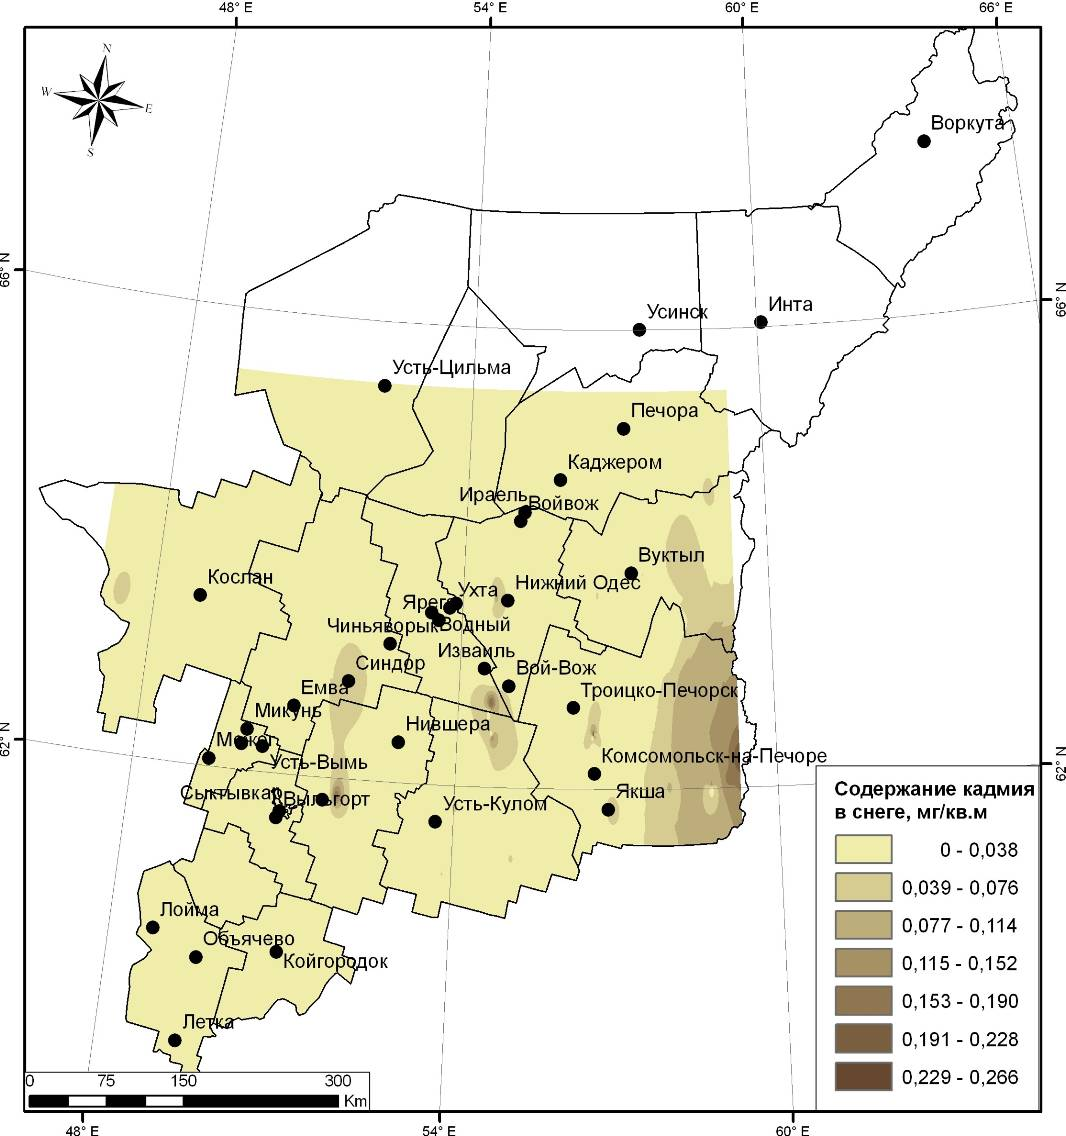 48° E
54° E
60° E
66° E
N
W
E
S
Воркута
66° N
66° N
Усинск
Инта
Усть-Цильма
Печора
Каджером
Ираель
Войвож
Вуктыл
Кослан
Нижний Одес
Ухта
Ярега
Водный
Чиньяворык
Изваиль
Синдор
Вой-Вож
Емва
Троицко-Печорск
Микунь
Нившера
62° N
62° N
Усть-Вымь
Комсомольск-на-Печоре
Сыктывкар
Выльгорт
Усть-Кулом
Якша
Содержание кадмия
в снеге, мг/кв.м
0 - 0,038
0,039 - 0,076
0,077 - 0,114
0,115 - 0,152
0,153 - 0,190
0,191 - 0,228
0,229 - 0,266
Лойма
Объячево
Койгородок
Летка
0 75 150 300
Km
48° E
54° E
60° E